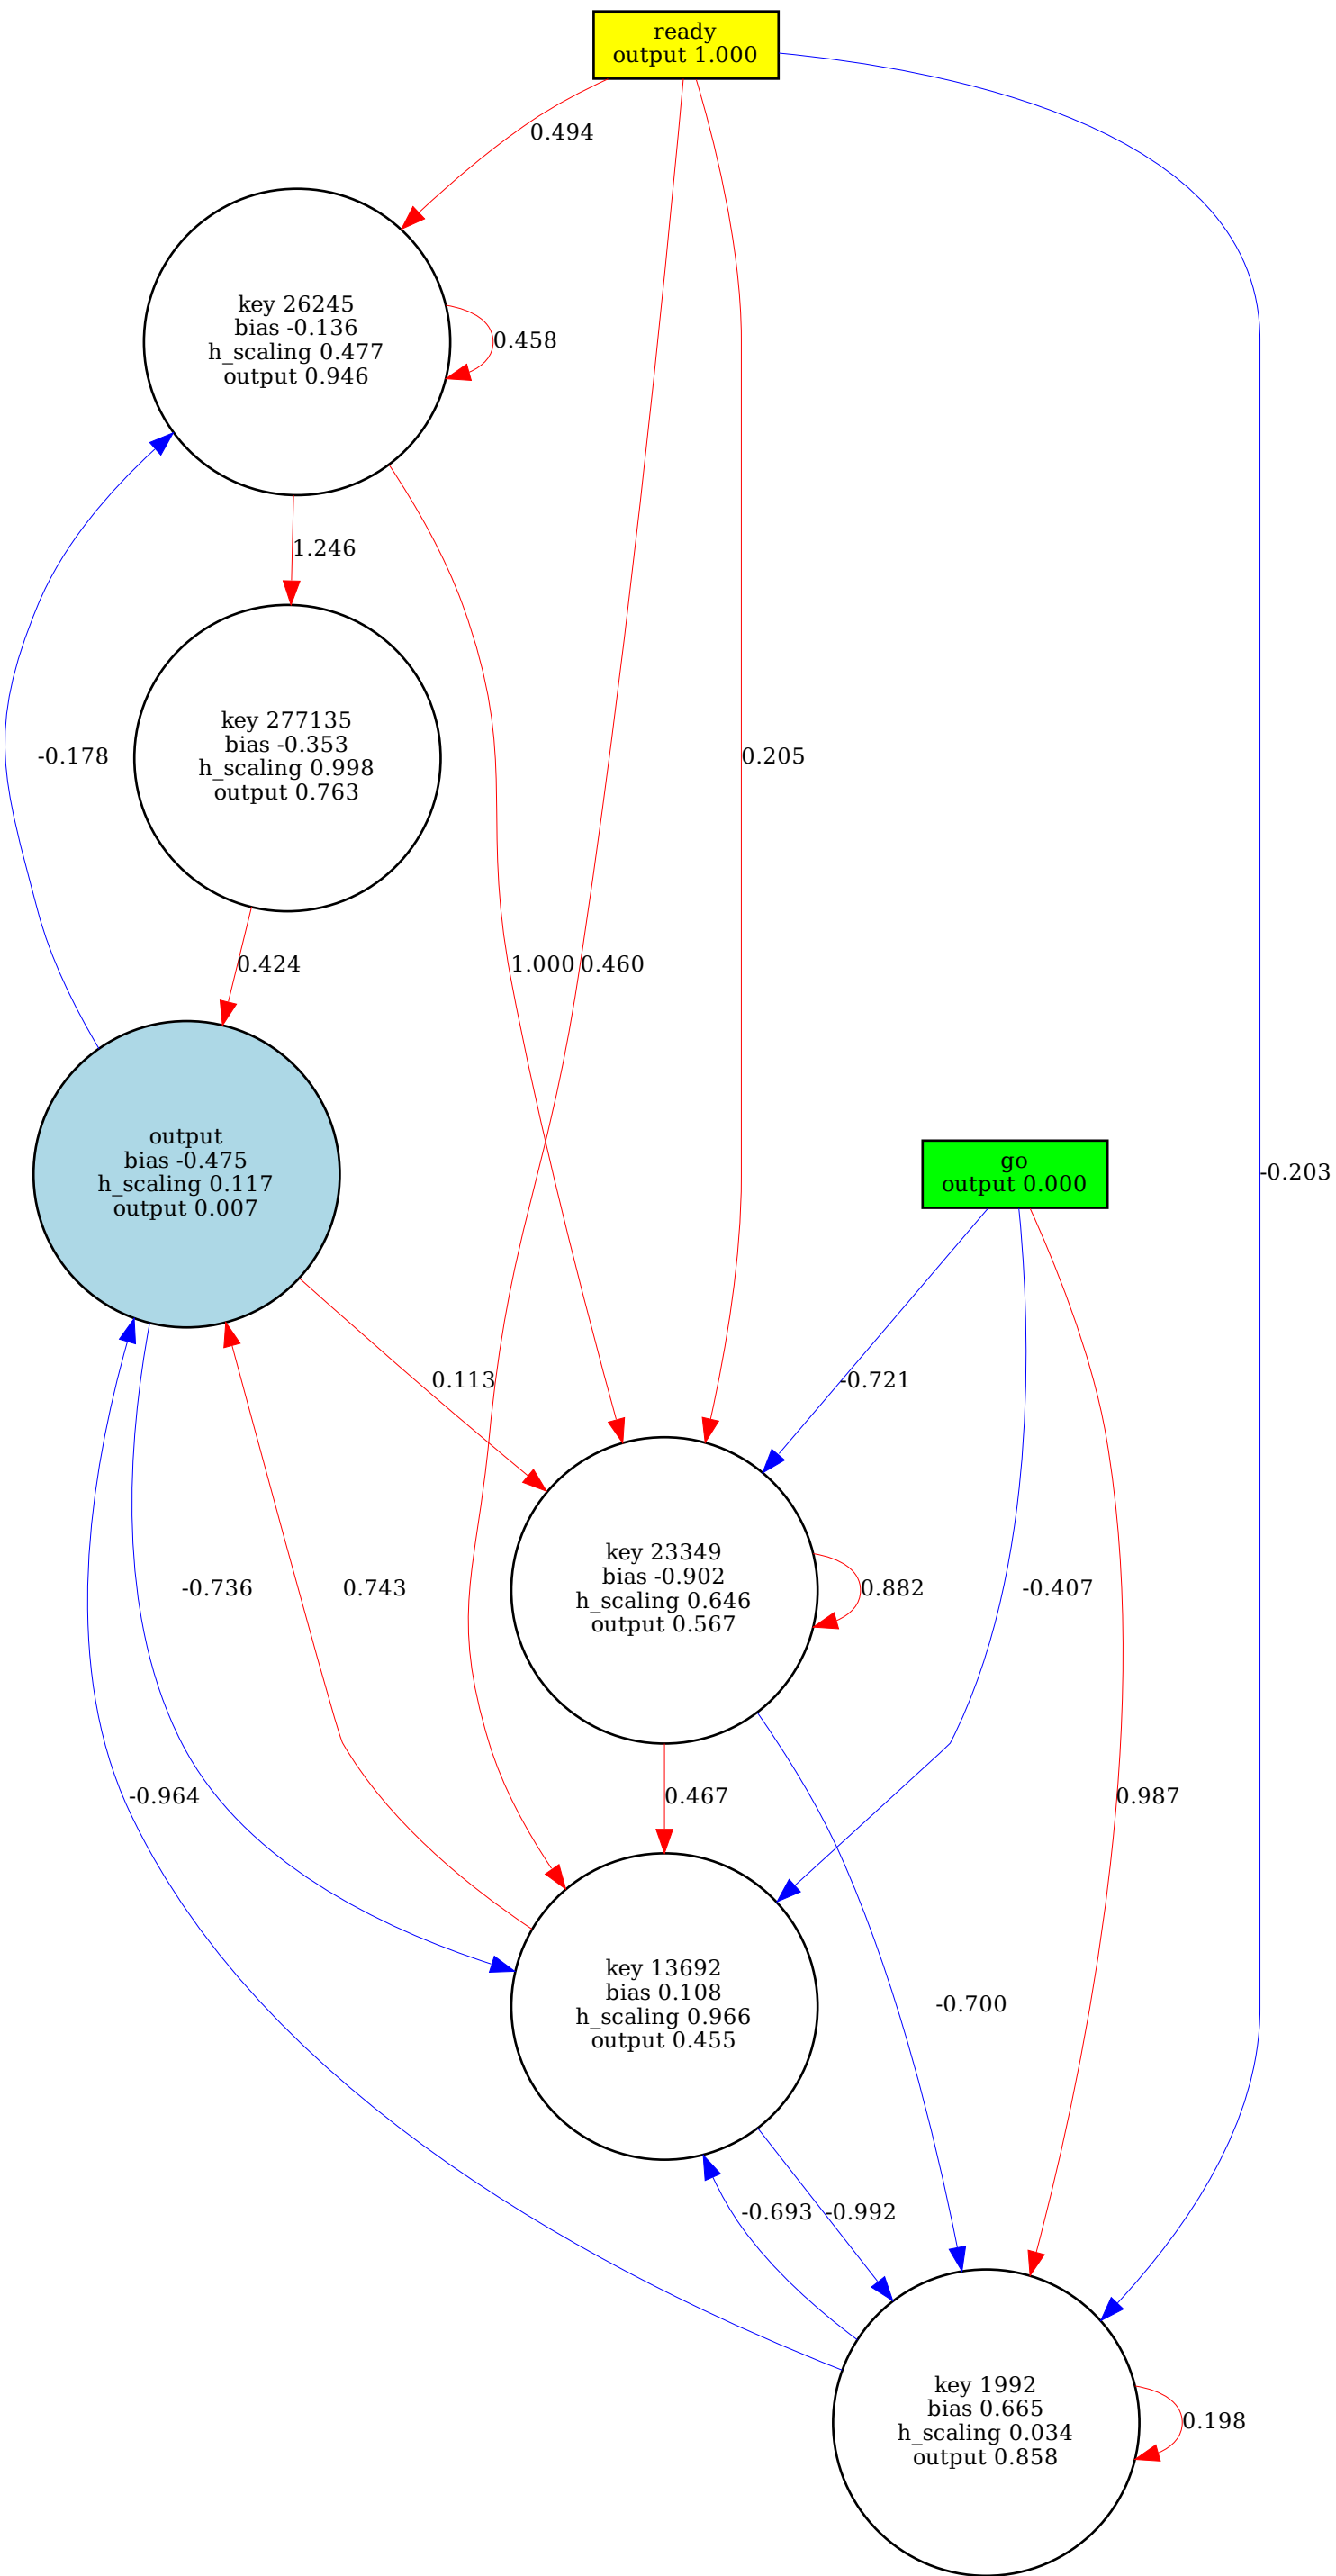 ready
output 1.000
0.494
key 26245
bias -0.136
h_scaling 0.477
output 0.946
0.458
1.246
key 277135
bias -0.353
h_scaling 0.998
output 0.763
-0.178
0.205
0.424
1.000
0.460
output
bias -0.475
h_scaling 0.117
output 0.007
go
output 0.000
-0.203
0.113
-0.721
key 23349
bias -0.902
h_scaling 0.646
output 0.567
-0.736
0.743
0.882
-0.407
-0.964
0.467
0.987
key 13692
bias 0.108
h_scaling 0.966
output 0.455
-0.700
-0.693
-0.992
key 1992
bias 0.665
h_scaling 0.034
output 0.858
0.198